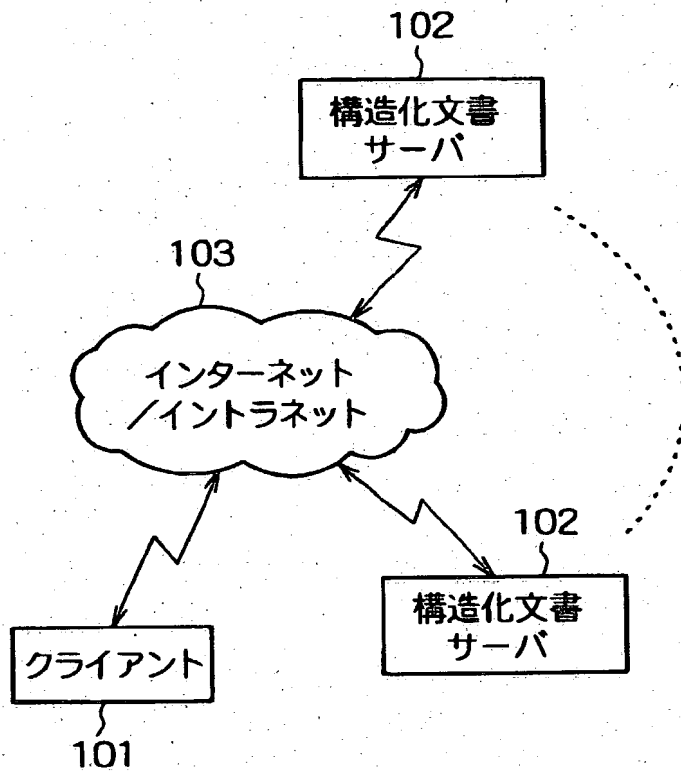 102
構造化文書
サーバ
103
インターネット
/イントラネット
102
構造化文書
サーバ
クライアント
101